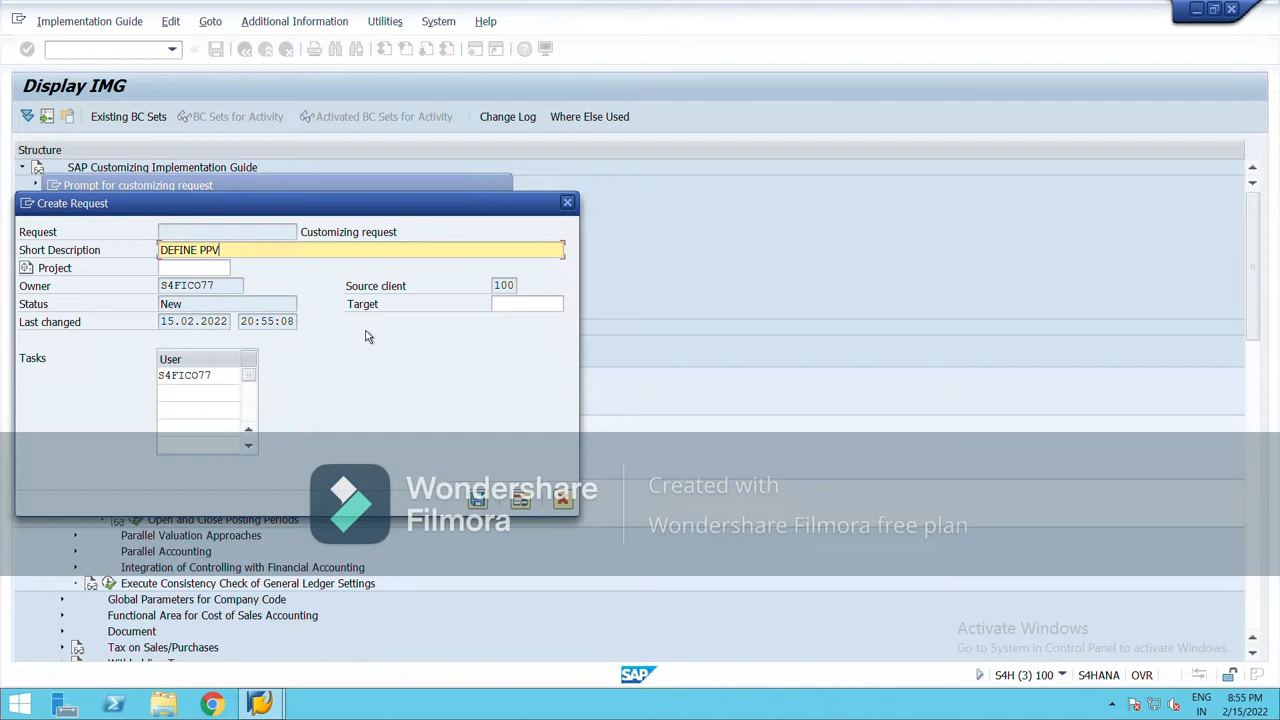 Implementation Guide Edit Goto Additional Information Utilities System Help
Display IMG
Existing BC Sets BC Sets for Activity Activated BC Sets for Activity Change Log Where Else Used
Structure
SAP Customizing Implementation Guide
Prompt for customizing request
Create Request
Request Customizing request
Short Description DEFINE PPV
Project
Owner S4FICO77 Source client 100
Status New Target
Last changed 15.02.2022 20:55:08
Tasks User
S4FICO77
Wondershare
Filmora
Created with
Wondershare Filmora free plan
Open and Close Posting Periods
Parallel Valuation Approaches
Parallel Accounting
Integration of Controlling with Financial Accounting
Execute Consistency Check of General Ledger Settings
Global Parameters for Company Code
Functional Area for Cost of Sales Accounting
Document
Tax on Sales/Purchases
Activate Windows
Go to System in Control Panel to activate Windows.
SAP S4H (3) 100 S4HANA OVR
ENG 8:55 PM
IN 2/15/2022